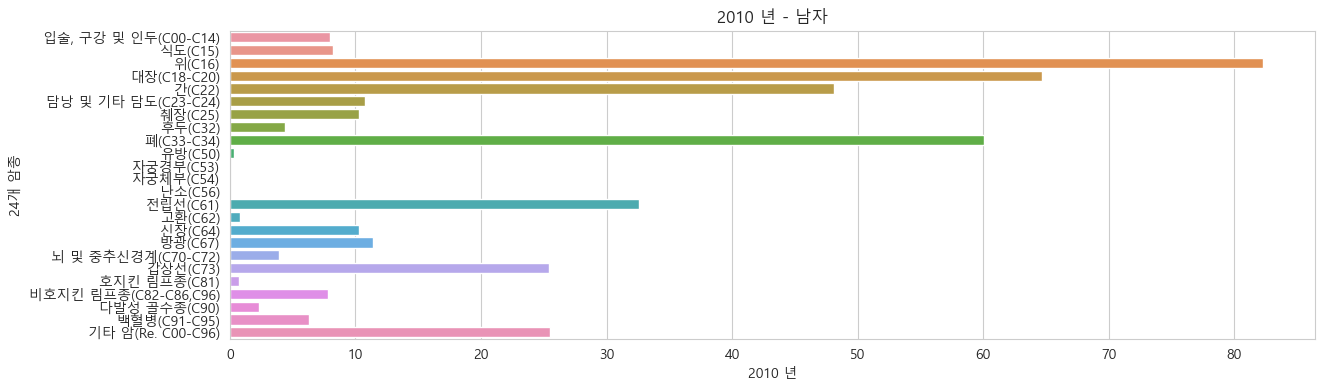 2010 년 - 남자
24개 암종
입술, 구강 및 인두(C00-C14)
식도(C15)
위(C16)
대장(C18-C20)
간(C22)
담낭 및 기타 담도(C23-C24)
췌장(C25)
후두(C32)
폐(C33-C34)
유방(C50)
자궁경부(C53)
자궁체부(C54)
난소(C56)
전립선(C61)
고환(C62)
신장(C64)
방광(C67)
뇌 및 중추신경계(C70-C72)
갑상선(C73)
호지킨 림프종(C81)
비호지킨 림프종(C82-C86,C96)
다발성 골수종(C90)
백혈병(C91-C95)
기타 암(Re. C00-C96)
0 10 20 30 40 50 60 70 80
2010 년